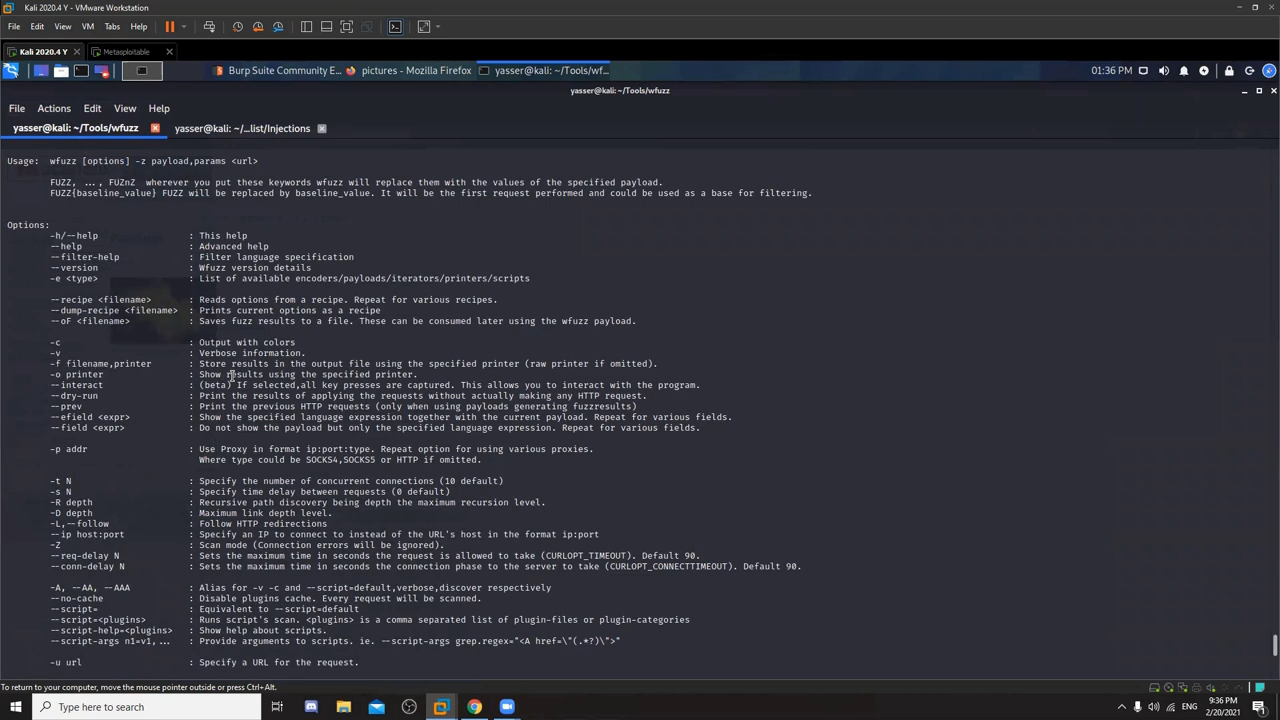 Kali 2020.4 Y - VMware Workstation
File Edit View VM Tabs Help
Kali 2020.4 Y Metasploitable
Burp Suite Community E... pictures - Mozilla Firefox yasser@kali: ~/Tools/wf... 01:36 PM
yasser@kali: ~/Tools/wfuzz
File Actions Edit View Help
yasser@kali: ~/Tools/wfuzz yasser@kali: ~/...list/Injections
Usage: wfuzz [options] -z payload,params <url>
FUZZ, ..., FUZnZ wherever you put these keywords wfuzz will replace them with the values of the specified payload.
FUZZ{baseline_value} FUZZ will be replaced by baseline_value. It will be the first request performed and could be used as a base for filtering.
Options:
-h/--help : This help
--help : Advanced help
--filter-help : Filter language specification
--version : Wfuzz version details
-e <type> : List of available encoders/payloads/iterators/printers/scripts
--recipe <filename> : Reads options from a recipe. Repeat for various recipes.
--dump-recipe <filename> : Prints current options as a recipe
--oF <filename> : Saves fuzz results to a file. These can be consumed later using the wfuzz payload.
-c : Output with colors
-v : Verbose information.
-f filename,printer : Store results in the output file using the specified printer (raw printer if omitted).
-o printer : Show results using the specified printer.
--interact : (beta) If selected,all key presses are captured. This allows you to interact with the program.
--dry-run : Print the results of applying the requests without actually making any HTTP request.
--prev : Print the previous HTTP requests (only when using payloads generating fuzzresults)
--efield <expr> : Show the specified language expression together with the current payload. Repeat for various fields.
--field <expr> : Do not show the payload but only the specified language expression. Repeat for various fields.
-p addr : Use Proxy in format ip:port:type. Repeat option for using various proxies.
Where type could be SOCKS4,SOCKS5 or HTTP if omitted.
-t N : Specify the number of concurrent connections (10 default)
-s N : Specify time delay between requests (0 default)
-R depth : Recursive path discovery being depth the maximum recursion level.
-D depth : Maximum link depth level.
-L,--follow : Follow HTTP redirections
--ip host:port : Specify an IP to connect to instead of the URL's host in the format ip:port
-Z : Scan mode (Connection errors will be ignored).
--req-delay N : Sets the maximum time in seconds the request is allowed to take (CURLOPT_TIMEOUT). Default 90.
--conn-delay N : Sets the maximum time in seconds the connection phase to the server to take (CURLOPT_CONNECTTIMEOUT). Default 90.
-A, --AA, --AAA : Alias for -v -c and --script=default,verbose,discover respectively
--no-cache : Disable plugins cache. Every request will be scanned.
--script= : Equivalent to --script=default
--script=<plugins> : Runs script's scan. <plugins> is a comma separated list of plugin-files or plugin-categories
--script-help=<plugins> : Show help about scripts.
--script-args n1=v1,... : Provide arguments to scripts. ie. --script-args grep.regex="<A href=\"(.*?)\">"
-u url : Specify a URL for the request.
To return to your computer, move the mouse pointer outside or press Ctrl+Alt.
Type here to search
ENG
9:36 PM
2/20/2021